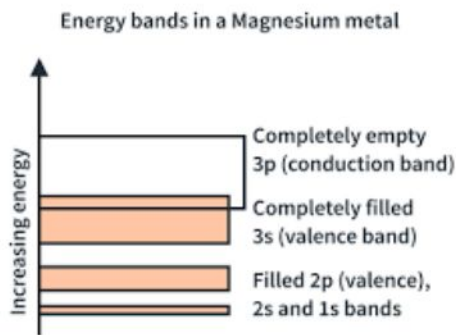 Energy bands in a Magnesium metal
Increasing energy
Completely empty
3p (conduction band)
Completely filled
3s (valence band)
Filled 2p (valence),
2s and 1s bands